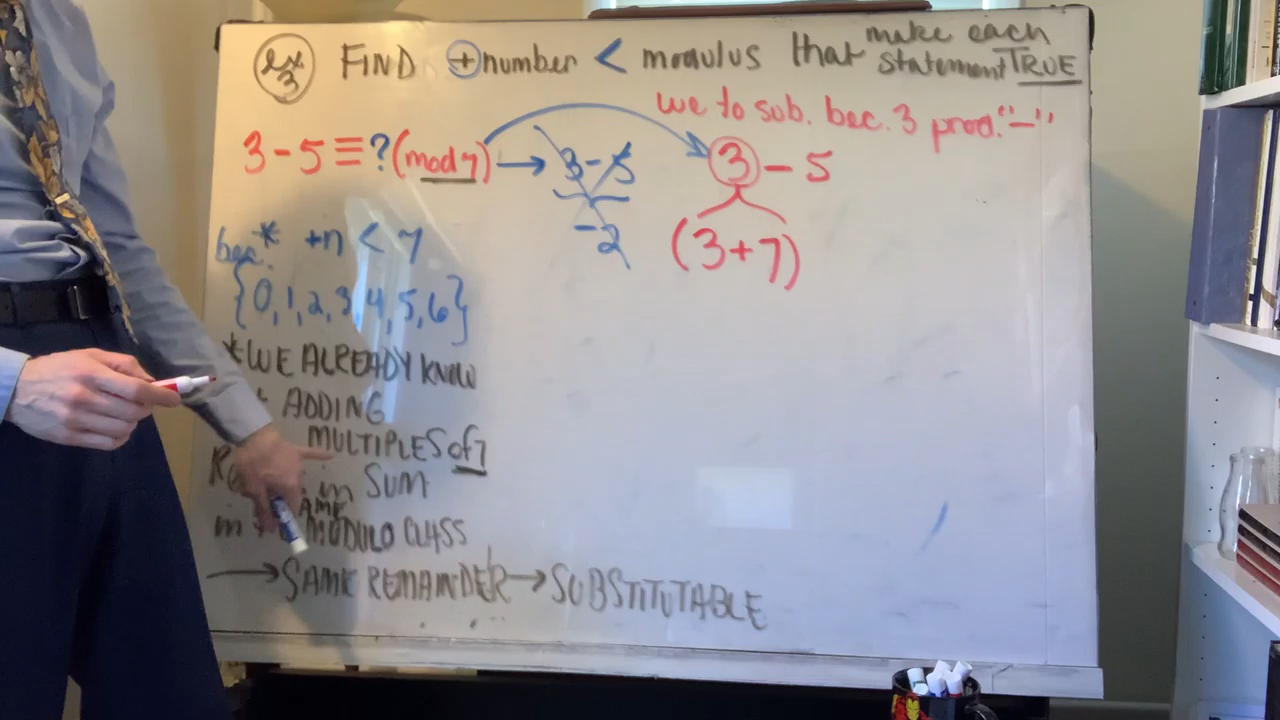 ex 3 FIND + number < modulus that make each statement TRUE
we to sub. bec. 3 prod. "−"
3 − 5 ≡ ? (mod 7) → 3 − 5
−2
3 − 5
(3 + 7)
bec.* +n < 7
{0, 1, 2, 3, 4, 5, 6}
*WE ALREADY KNOW
ADDING
MULTIPLES of 7
in SUM
SAME
MODULO CLASS
→ SAME REMAINDER → SUBSTITUTABLE